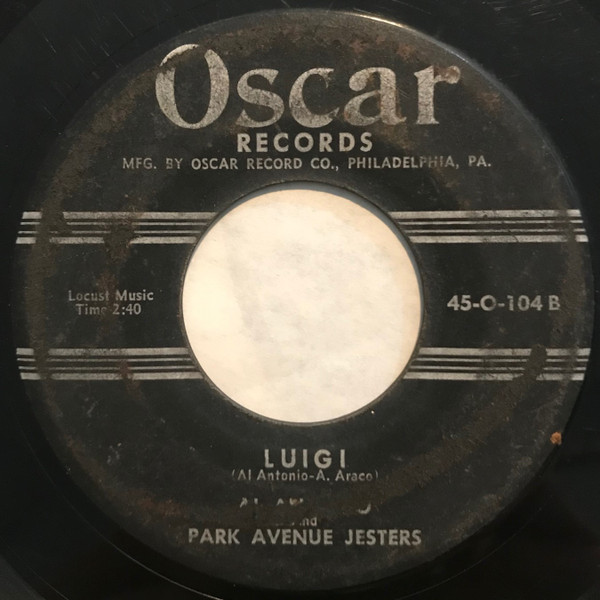 Oscar
RECORDS
MFG. BY OSCAR RECORD CO., PHILADELPHIA, PA.
Locust Music
Time 2:40
45-O-104 B
LUIGI
(Al Antonio-A. Araco)
and
PARK AVENUE JESTERS